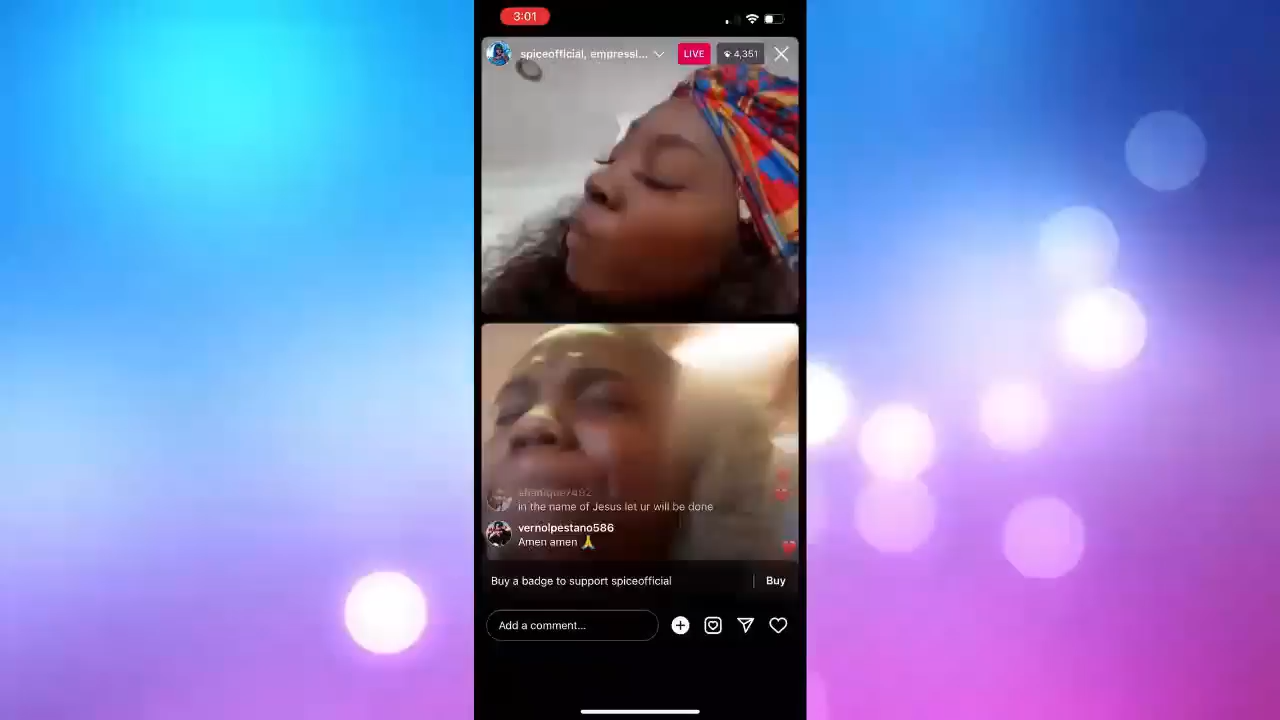 3:01
spiceofficial, empressl...
LIVE
4,351
shanique7492
in the name of Jesus let ur will be done
vernolpestano586
Amen amen 🙏
Buy a badge to support spiceofficial
Buy
Add a comment...